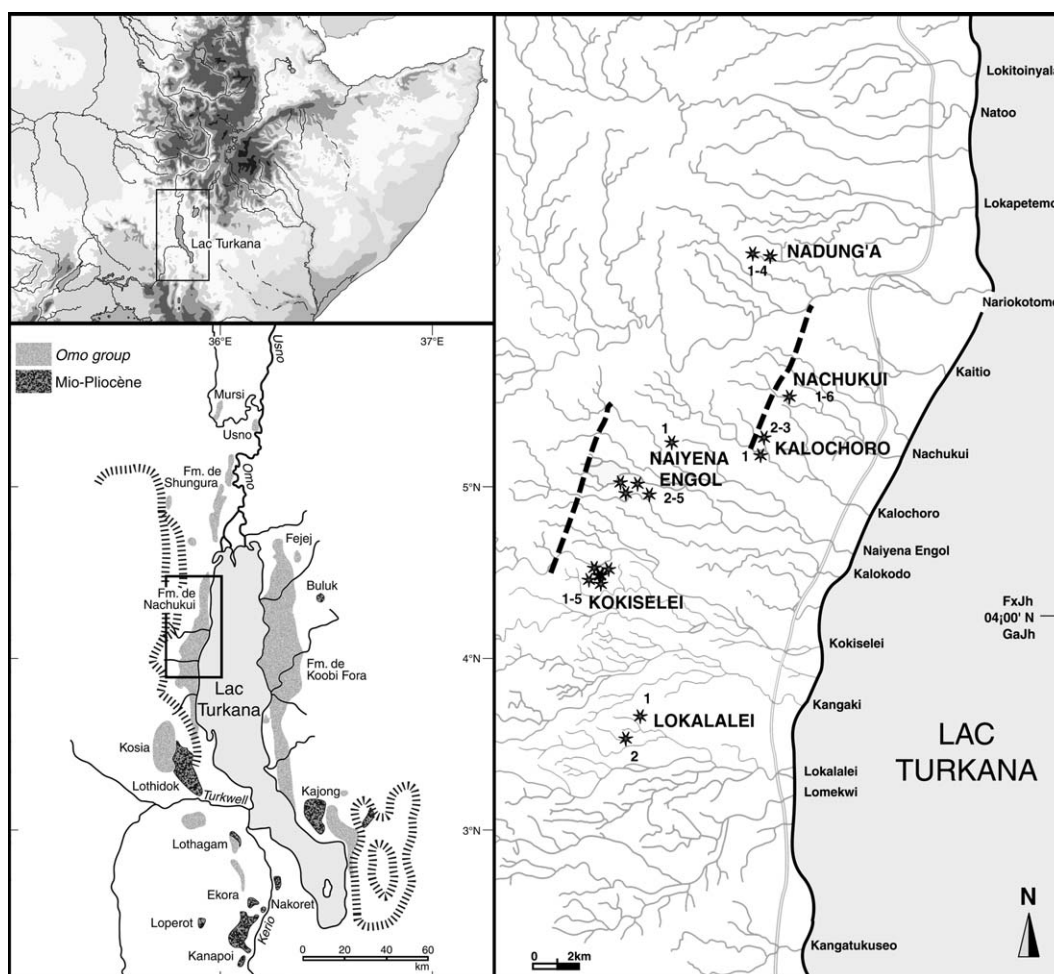 Lac Turkana
36°E
37°E
Omo group
Mio-Pliocène
Usno
Mursi
Usno
Omo
Fm. de
Shungura
5°N
Fejej
Buluk
Fm. de
Nachukui
Fm. de
Koobi Fora
4°N
Lac
Turkana
Kosia
Lothidok
Turkwell
Kajong
3°N
Lothagam
Ekora
Nakoret
Loperot
Kerio
Kanapoi
0 20 40 60
km
Lokitoinyala
Natoo
Lokapetemo
NADUNG'A
1-4
Nariokotome
Kaitio
NACHUKUI
1-6
2-3
1
KALOCHORO
Nachukui
1
NAIYENA
ENGOL
2-5
Kalochoro
Naiyena Engol
Kalokodo
1-5
KOKISELEI
FxJh
04¡00' N
GaJh
Kokiselei
Kangaki
1
LOKALALEI
2
LAC
TURKANA
Lokalalei
Lomekwi
N
Kangatukuseo
0 2km